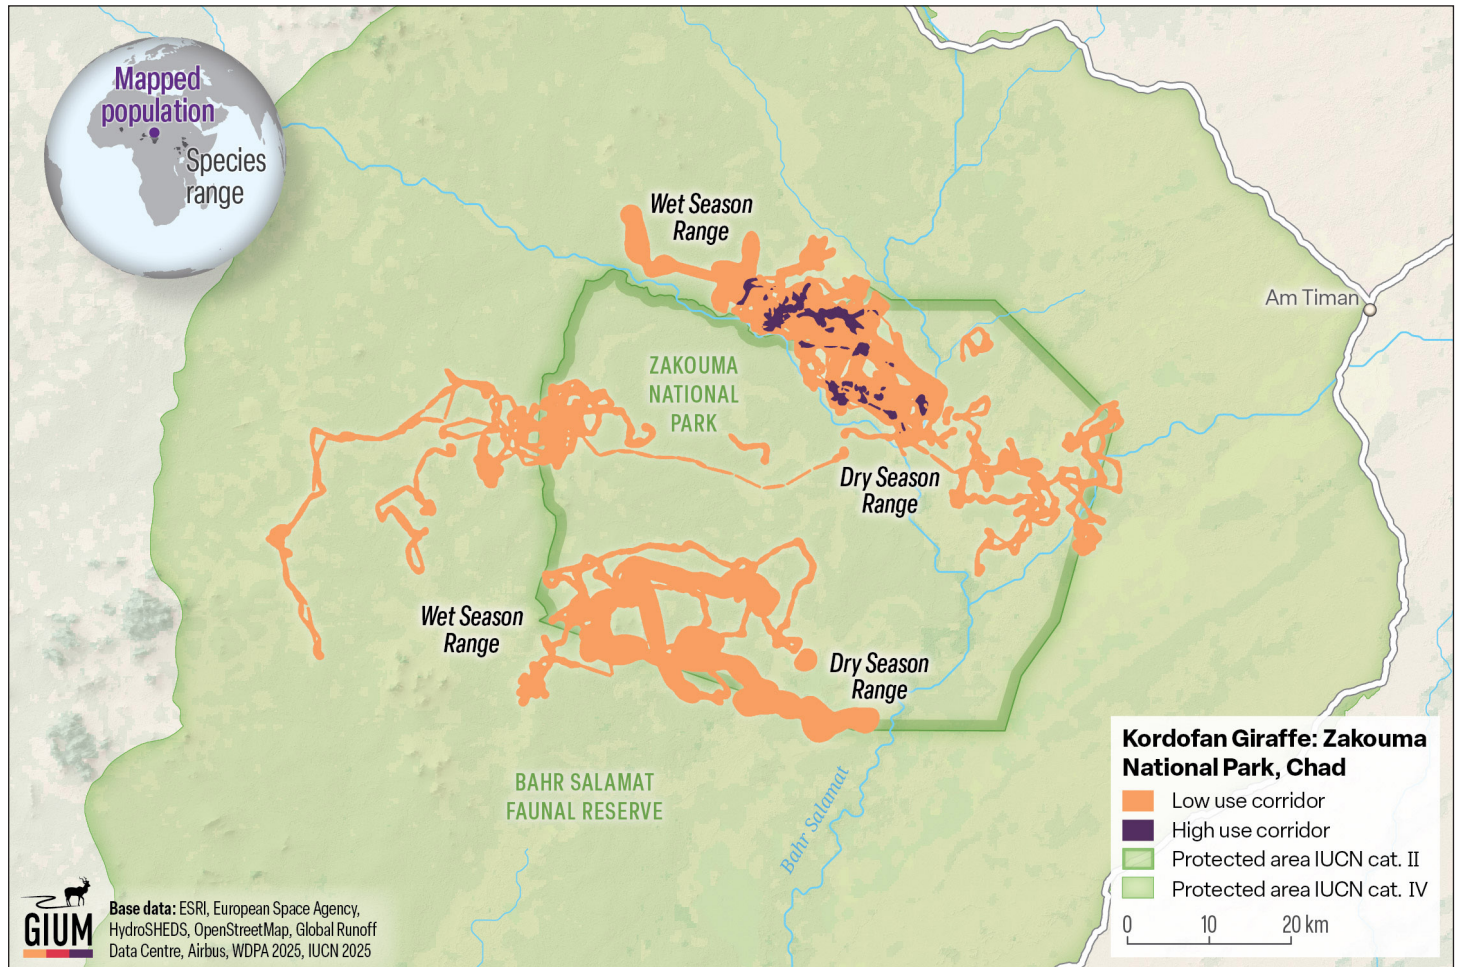 Mapped
population
Species
range
Wet Season
Range
Am Timan
ZAKOUMA
NATIONAL
PARK
Dry Season
Range
Wet Season
Range
Dry Season
Range
BAHR SALAMAT
FAUNAL RESERVE
Bahr Salamat
Kordofan Giraffe: Zakouma
National Park, Chad
Low use corridor
High use corridor
Protected area IUCN cat. II
Protected area IUCN cat. IV
0 10 20 km
GIUM
Base data: ESRI, European Space Agency,
HydroSHEDS, OpenStreetMap, Global Runoff
Data Centre, Airbus, WDPA 2025, IUCN 2025